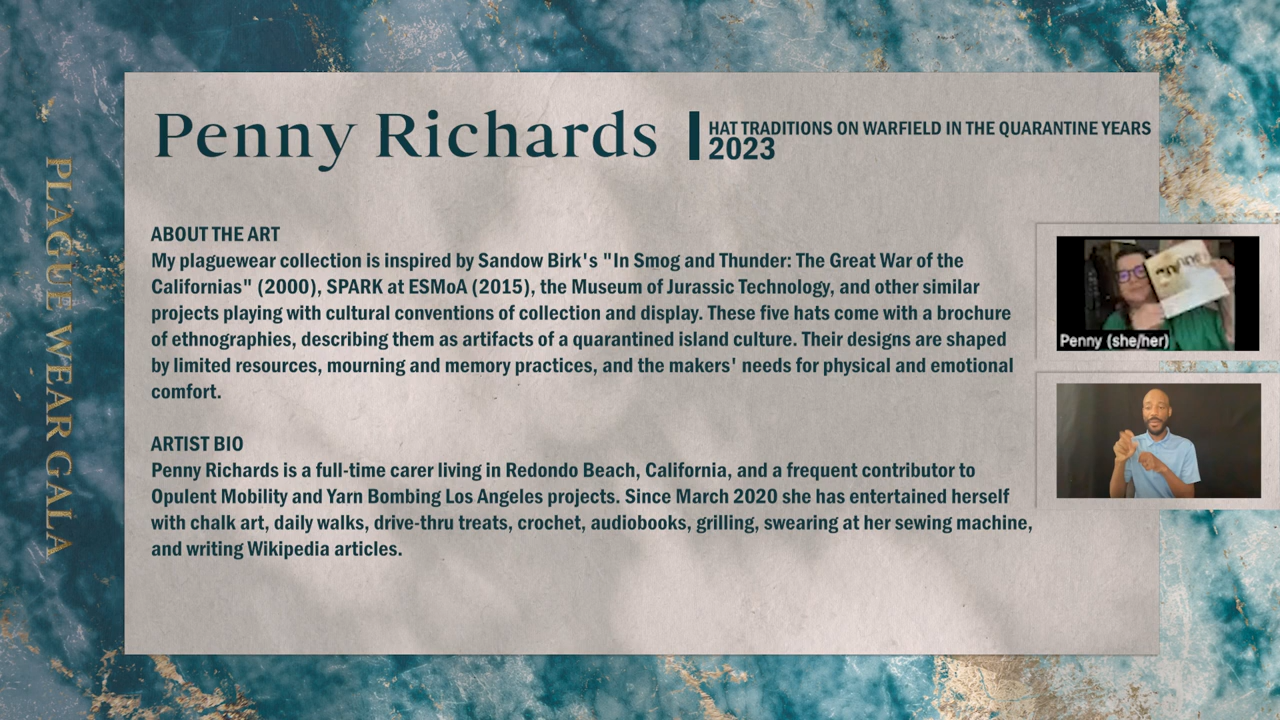 PLAGUE WEAR GALA
Penny Richards
HAT TRADITIONS ON WARFIELD IN THE QUARANTINE YEARS
2023
ABOUT THE ART
My plaguewear collection is inspired by Sandow Birk's "In Smog and Thunder: The Great War of the
Californias" (2000), SPARK at ESMoA (2015), the Museum of Jurassic Technology, and other similar
projects playing with cultural conventions of collection and display. These five hats come with a brochure
of ethnographies, describing them as artifacts of a quarantined island culture. Their designs are shaped
by limited resources, mourning and memory practices, and the makers' needs for physical and emotional
comfort.
ARTIST BIO
Penny Richards is a full-time carer living in Redondo Beach, California, and a frequent contributor to
Opulent Mobility and Yarn Bombing Los Angeles projects. Since March 2020 she has entertained herself
with chalk art, daily walks, drive-thru treats, crochet, audiobooks, grilling, swearing at her sewing machine,
and writing Wikipedia articles.
Penny (she/her)